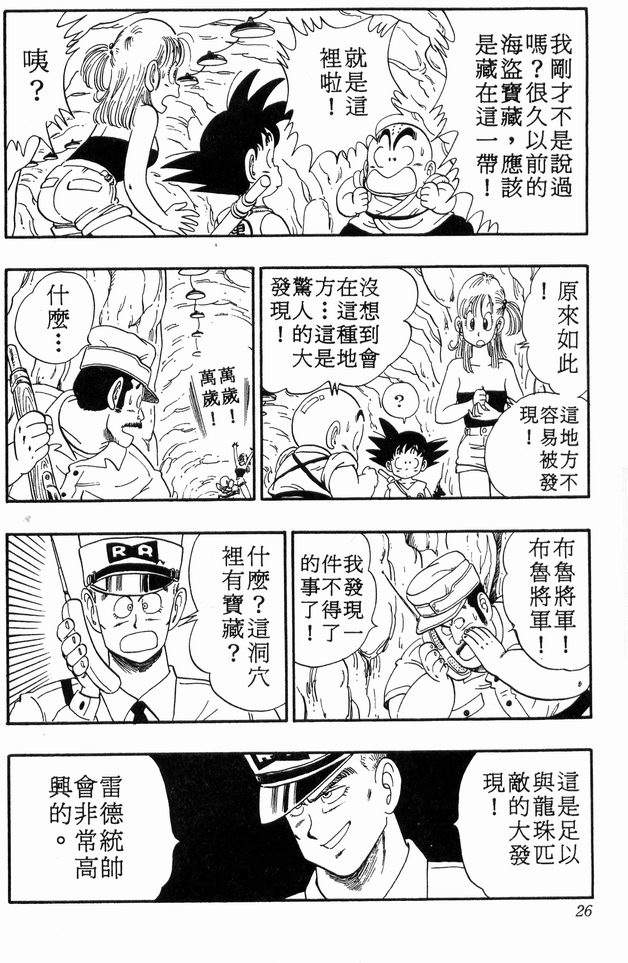 我剛才不是說過
嗎？很久以前的
海盜寶藏，應該
是藏在這一帶！
就是這
裡啦！
咦？
原來如此
！
這地方不
容易被發
現！
沒想到會
在這種地
方…這是
驚人的大
發現！
？
萬歲！
萬歲！
什麼…
布魯將軍！
布魯將軍！
我發現一
件不得了
的事了！
什麼？這洞穴
裡有寶藏？
RR
這是足以
與龍珠匹
敵的大發
現！
RR
雷德統帥
會非常高
興的。
26